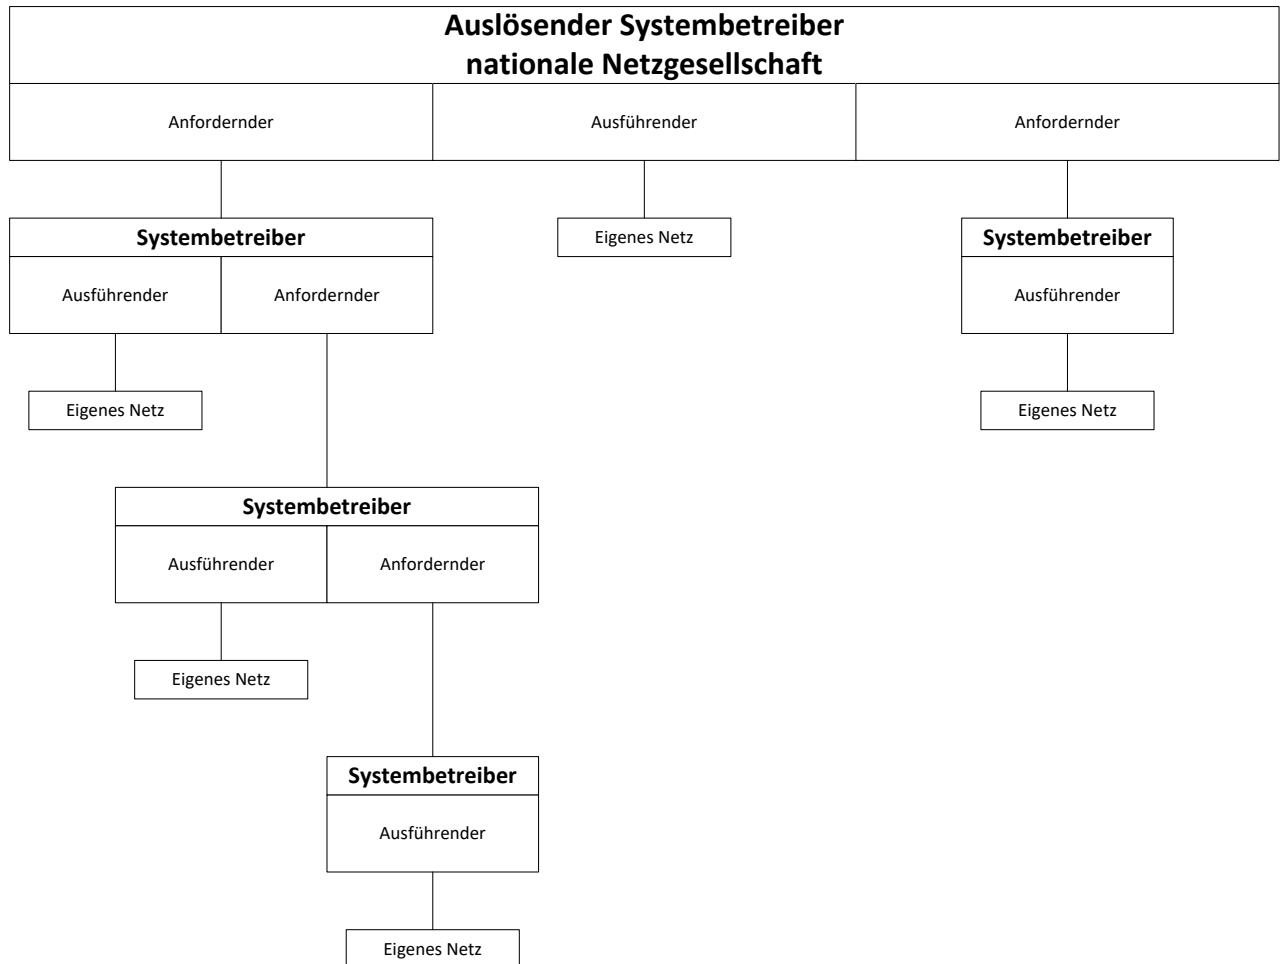 Auslösender Systembetreiber
nationale Netzgesellschaft
Anfordernder
Ausführender
Anfordernder
Systembetreiber
Eigenes Netz
Systembetreiber
Ausführender
Anfordernder
Ausführender
Eigenes Netz
Eigenes Netz
Systembetreiber
Ausführender
Anfordernder
Eigenes Netz
Systembetreiber
Ausführender
Eigenes Netz